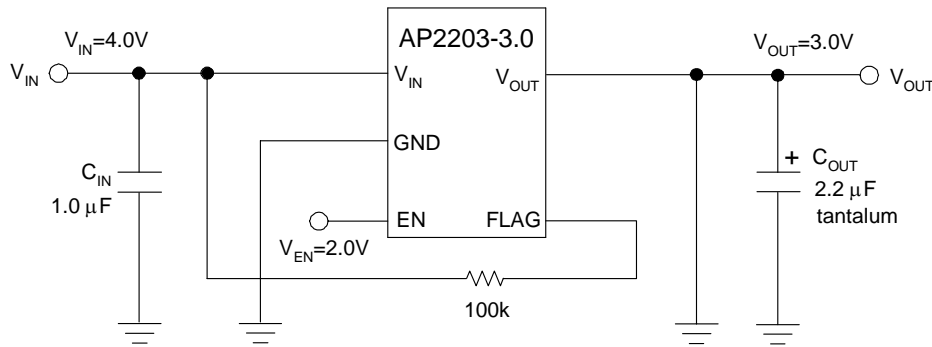 AP2203-3.0
V_IN=4.0V
V_OUT=3.0V
V_IN
V_IN
V_OUT
V_OUT
GND
C_IN
1.0 μF
+
C_OUT
2.2 μF
tantalum
EN
FLAG
V_EN=2.0V
100k